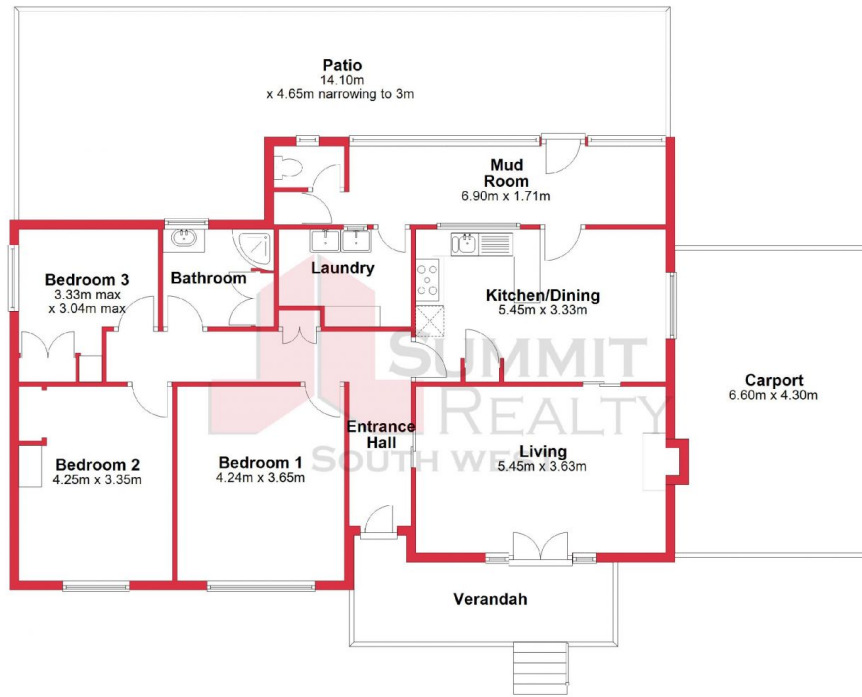 Patio
14.10m
x 4.65m narrowing to 3m
Mud
Room
6.90m x 1.71m
Bedroom 3
3.33m max
x 3.04m max
Bathroom
Laundry
Kitchen/Dining
5.45m x 3.33m
Carport
6.60m x 4.30m
SUMMIT
REALTY
SOUTH WEST
Entrance
Hall
Living
5.45m x 3.63m
Bedroom 2
4.25m x 3.35m
Bedroom 1
4.24m x 3.65m
Verandah